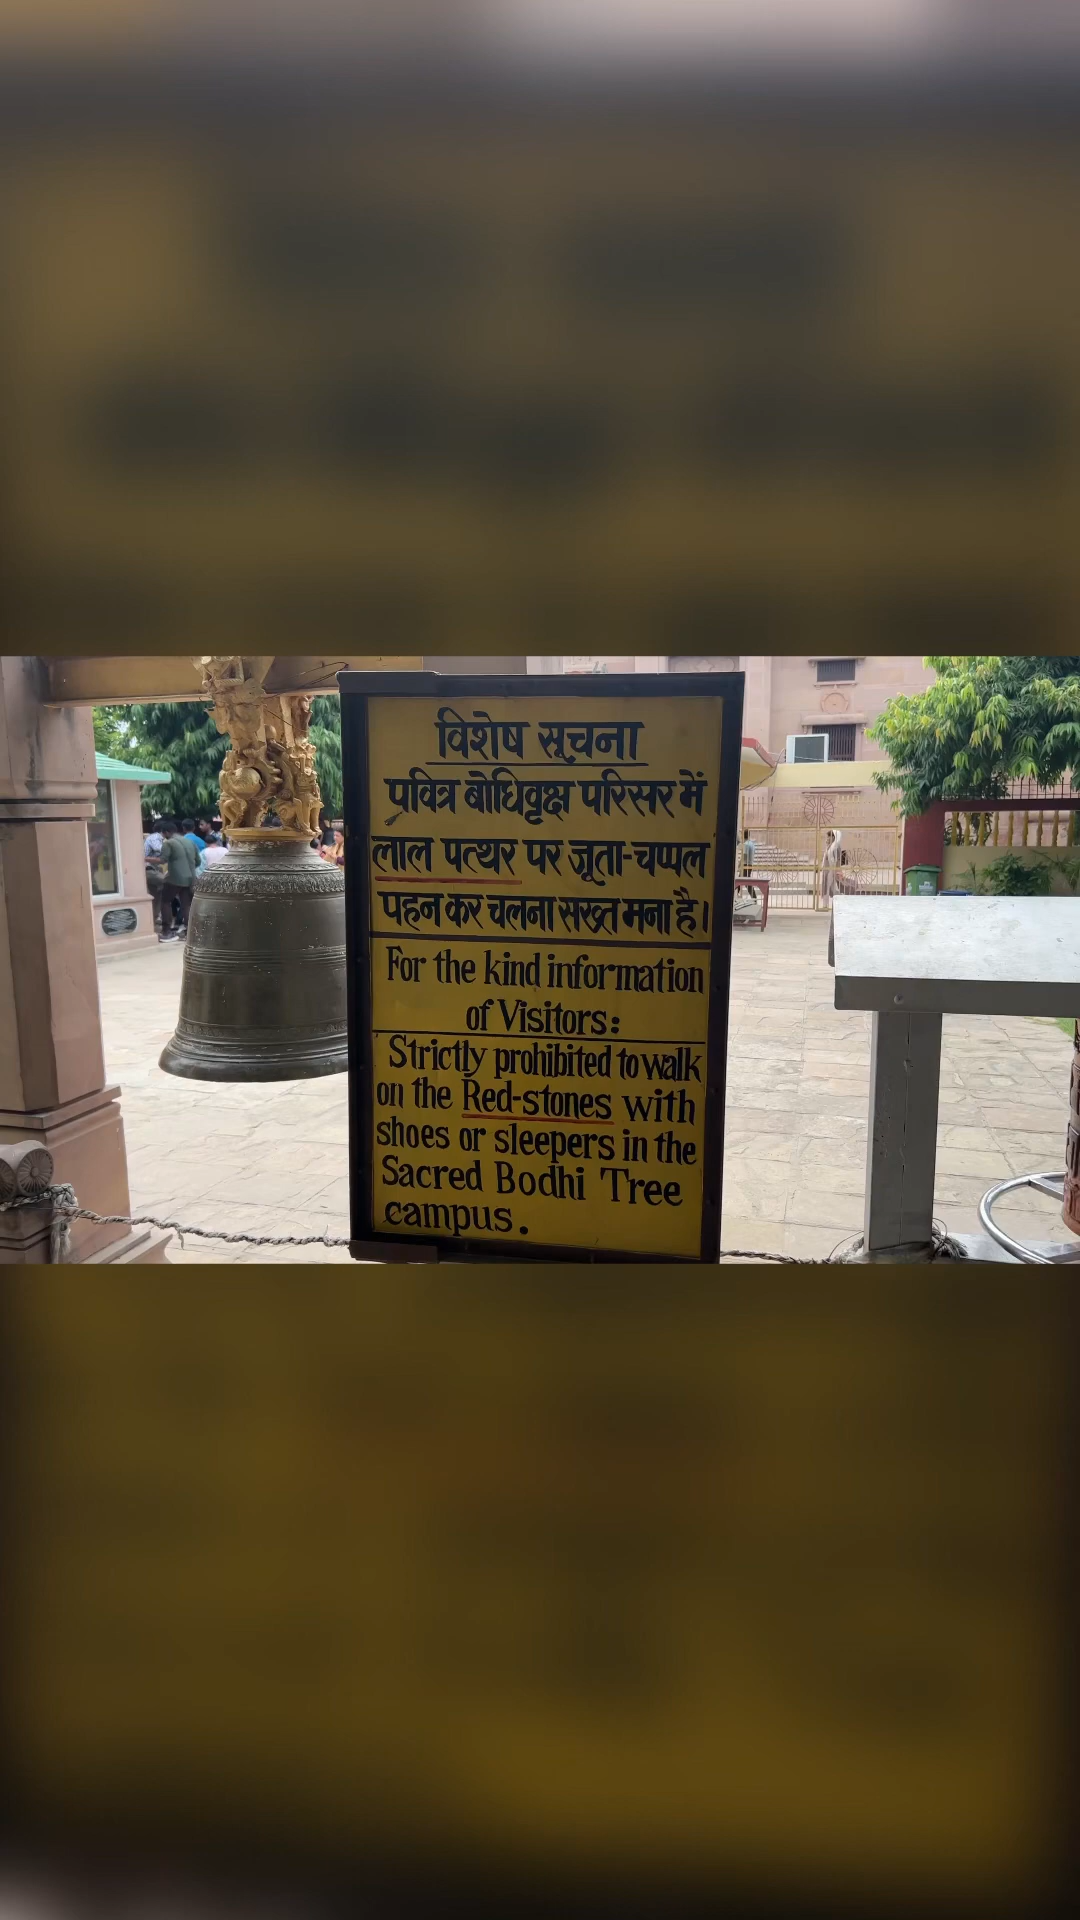 विशेष सूचना
पवित्र बोधिवृक्ष परिसर में
लाल पत्थर पर जूता-चप्पल
पहन कर चलना सख्त मना है।
For the kind information
of Visitors:
Strictly prohibited to walk
on the Red-stones with
shoes or sleepers in the
Sacred Bodhi Tree
campus.